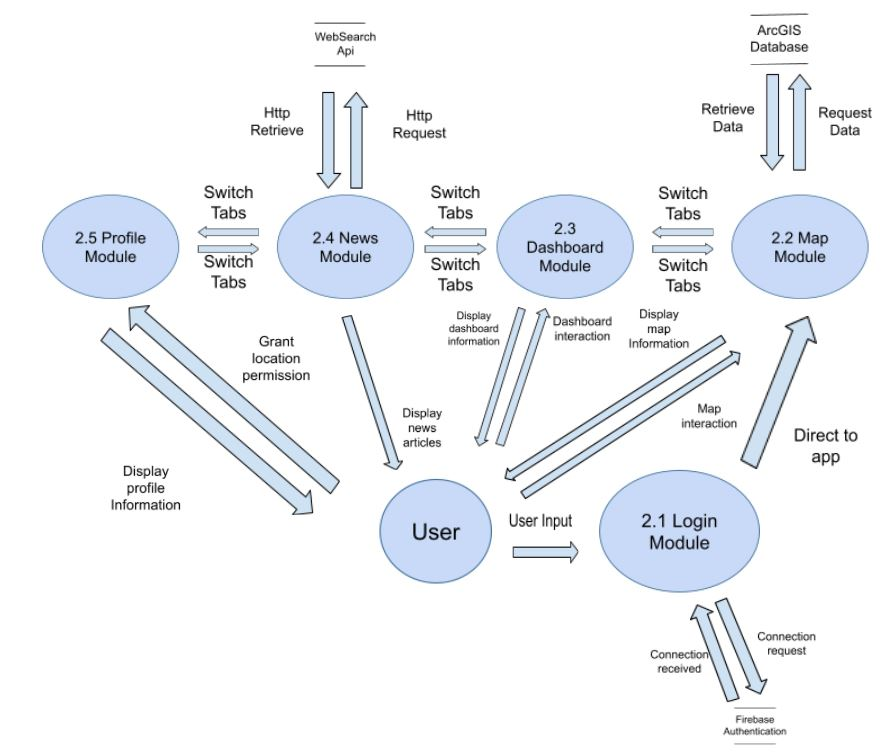 WebSearch
Api
ArcGIS
Database
Http
Retrieve
Http
Request
Retrieve
Data
Request
Data
Switch
Tabs
Switch
Tabs
Switch
Tabs
2.5 Profile
Module
2.4 News
Module
2.3
Dashboard
Module
2.2 Map
Module
Switch
Tabs
Switch
Tabs
Switch
Tabs
Grant
location
permission
Display
dashboard
information
Dashboard
interaction
Display
map
Information
Display
news
articles
Map
interaction
Direct to
app
Display
profile
Information
User
User Input
2.1 Login
Module
Connection
received
Connection
request
Firebase
Authentication